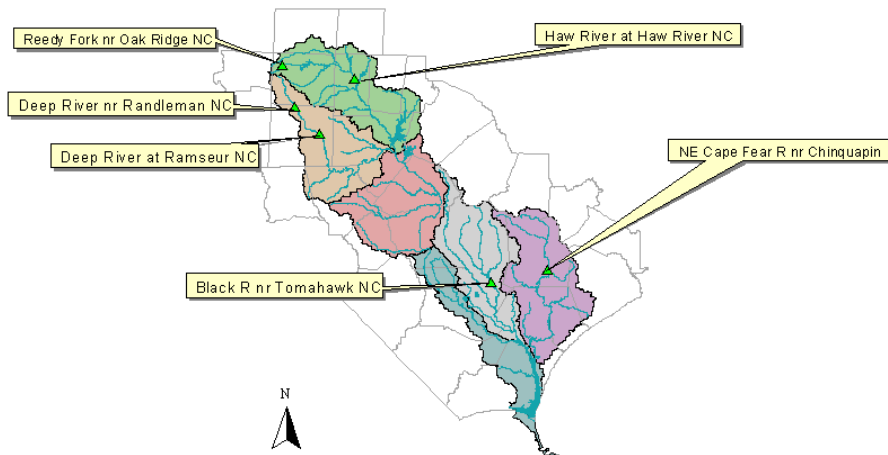 Reedy Fork nr Oak Ridge NC
Haw River at Haw River NC
Deep River nr Randleman NC
Deep River at Ramseur NC
NE Cape Fear R nr Chinquapin
Black R nr Tomahawk NC
N